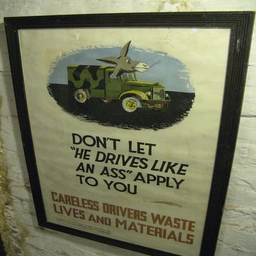 DON'T LET
"HE DRIVES LIKE
AN ASS" APPLY
TO YOU
CARELESS DRIVERS WASTE
LIVES AND MATERIALS